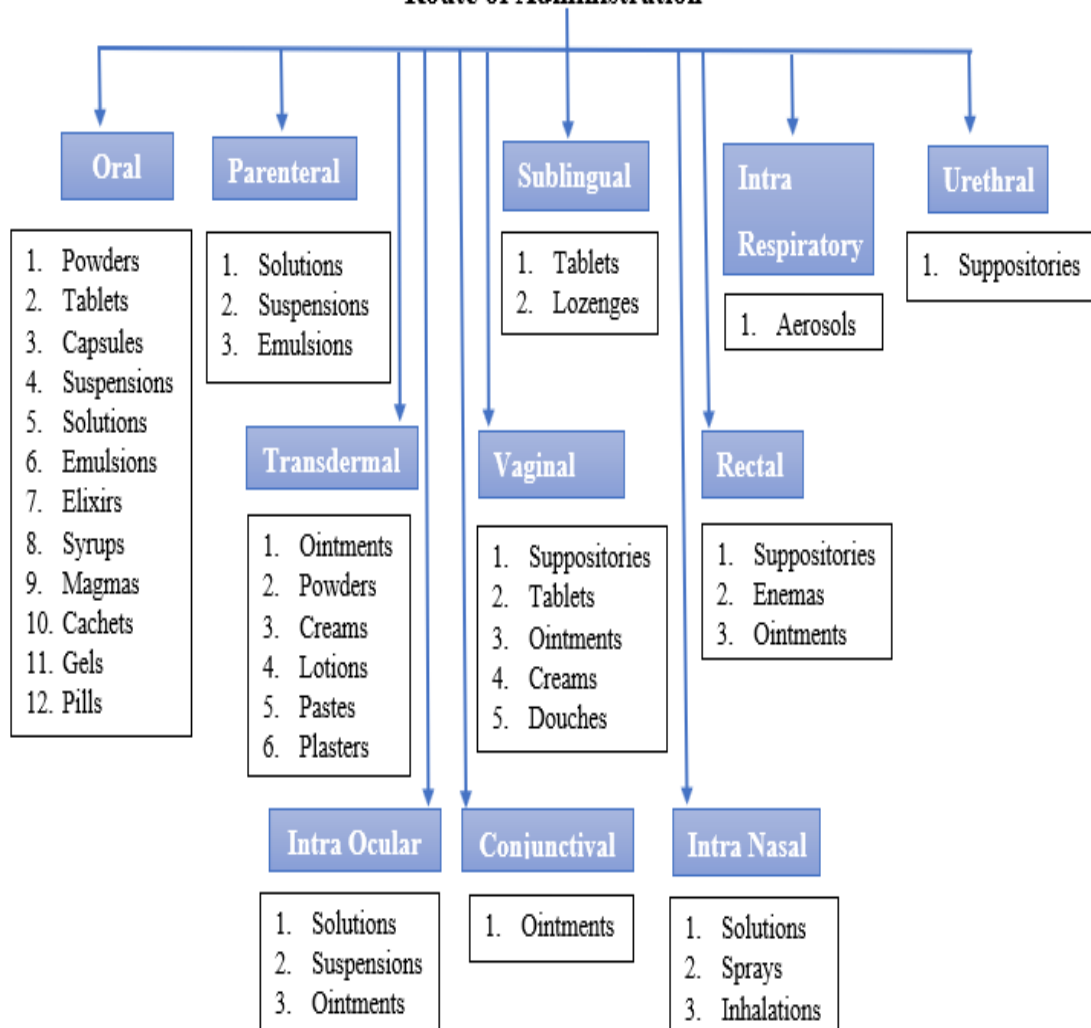 Route of Administration
Oral
1. Powders
2. Tablets
3. Capsules
4. Suspensions
5. Solutions
6. Emulsions
7. Elixirs
8. Syrups
9. Magmas
10. Cachets
11. Gels
12. Pills
Parenteral
1. Solutions
2. Suspensions
3. Emulsions
Sublingual
1. Tablets
2. Lozenges
Intra
Respiratory
1. Aerosols
Urethral
1. Suppositories
Transdermal
1. Ointments
2. Powders
3. Creams
4. Lotions
5. Pastes
6. Plasters
Vaginal
1. Suppositories
2. Tablets
3. Ointments
4. Creams
5. Douches
Rectal
1. Suppositories
2. Enemas
3. Ointments
Intra Ocular
1. Solutions
2. Suspensions
3. Ointments
Conjunctival
1. Ointments
Intra Nasal
1. Solutions
2. Sprays
3. Inhalations